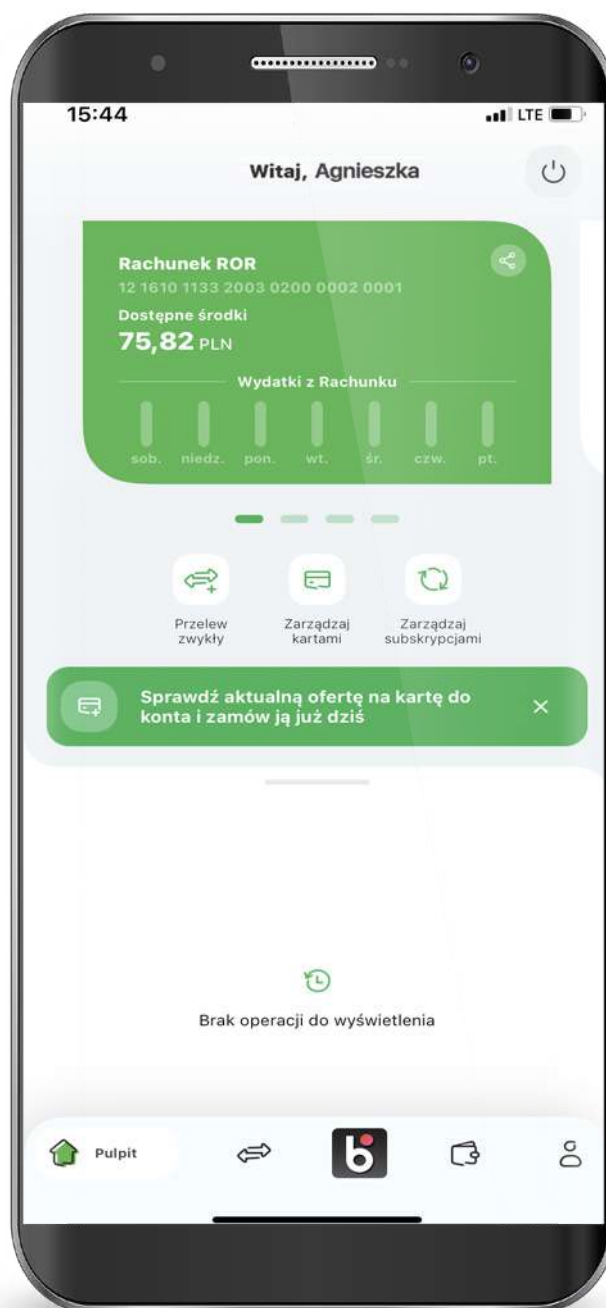 15:44
LTE
Witaj, Agnieszka
Rachunek ROR
12 1610 1133 2003 0200 0002 0001
Dostępne środki
75,82 PLN
Wydatki z Rachunku
sob. niedz. pon. wt. śr. czw. pt.
Przelew
zwykły
Zarządzaj
kartami
Zarządzaj
subskrypcjami
Sprawdź aktualną ofertę na kartę do
konta i zamów ją już dziś
Brak operacji do wyświetlenia
Pulpit
b